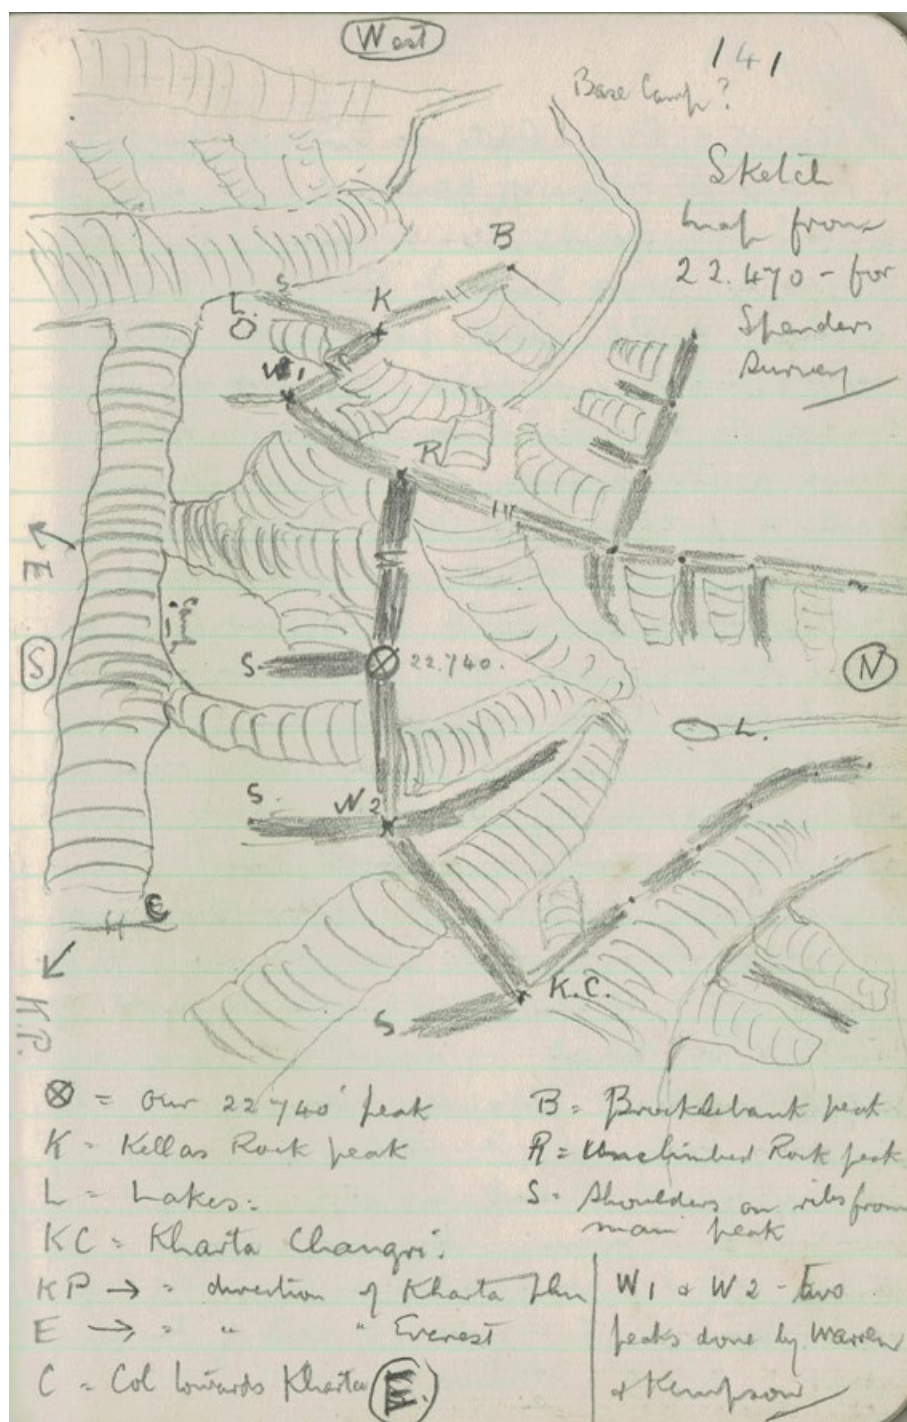 West
141
Base Camp?
Sketch
map from
22.470 - for
Spenders
Survey
B
S
L.
K
W1
R
E
Camp
S
S
22.740.
N
L.
S.
W2
C
K.P.
K.C.
S
⊗ = our 22740' peak
K = Kellas Rock peak
L = Lakes.
KC = Kharta Changri.
KP → = direction of Kharta Phu
E → = " " Everest
C = Col towards Kharta
E.
B = Brocklebank peak
R = Unclimbed Rock peak
S = Shoulders on ribs from
main peak
W1 & W2 - two
peaks done by Warren
& Kempson